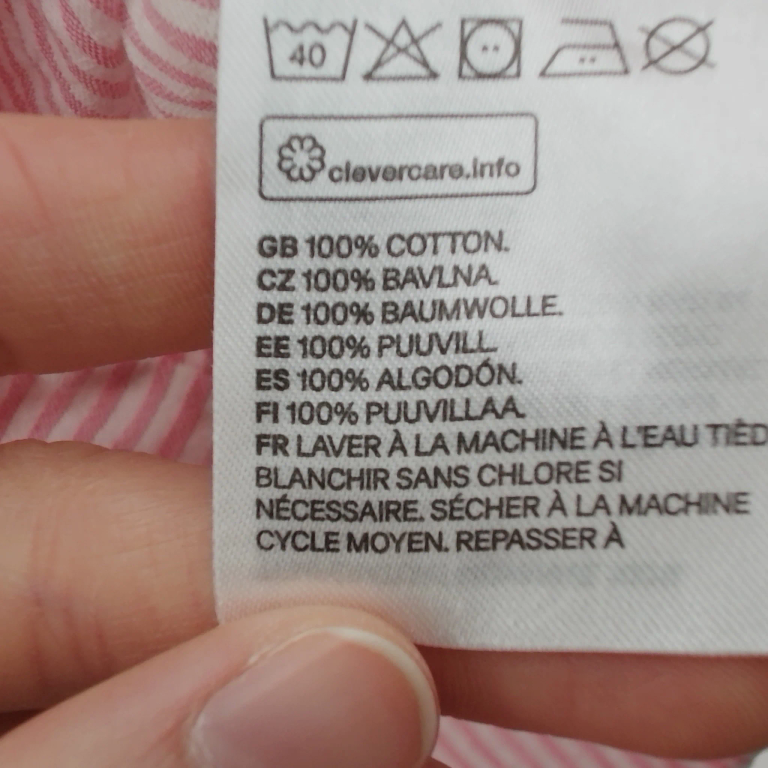 40
clevercare.info
GB 100% COTTON.
CZ 100% BAVLNA.
DE 100% BAUMWOLLE.
EE 100% PUUVILL.
ES 100% ALGODÓN.
FI 100% PUUVILLAA.
FR LAVER À LA MACHINE À L'EAU TIÈD
BLANCHIR SANS CHLORE SI
NÉCESSAIRE. SÉCHER À LA MACHINE
CYCLE MOYEN. REPASSER À